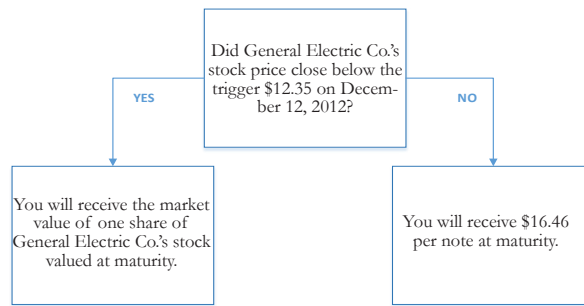 Did General Electric Co.'s
stock price close below the
trigger $12.35 on Decem-
ber 12, 2012?
YES
NO
You will receive the market
value of one share of
General Electric Co.'s stock
valued at maturity.
You will receive $16.46
per note at maturity.